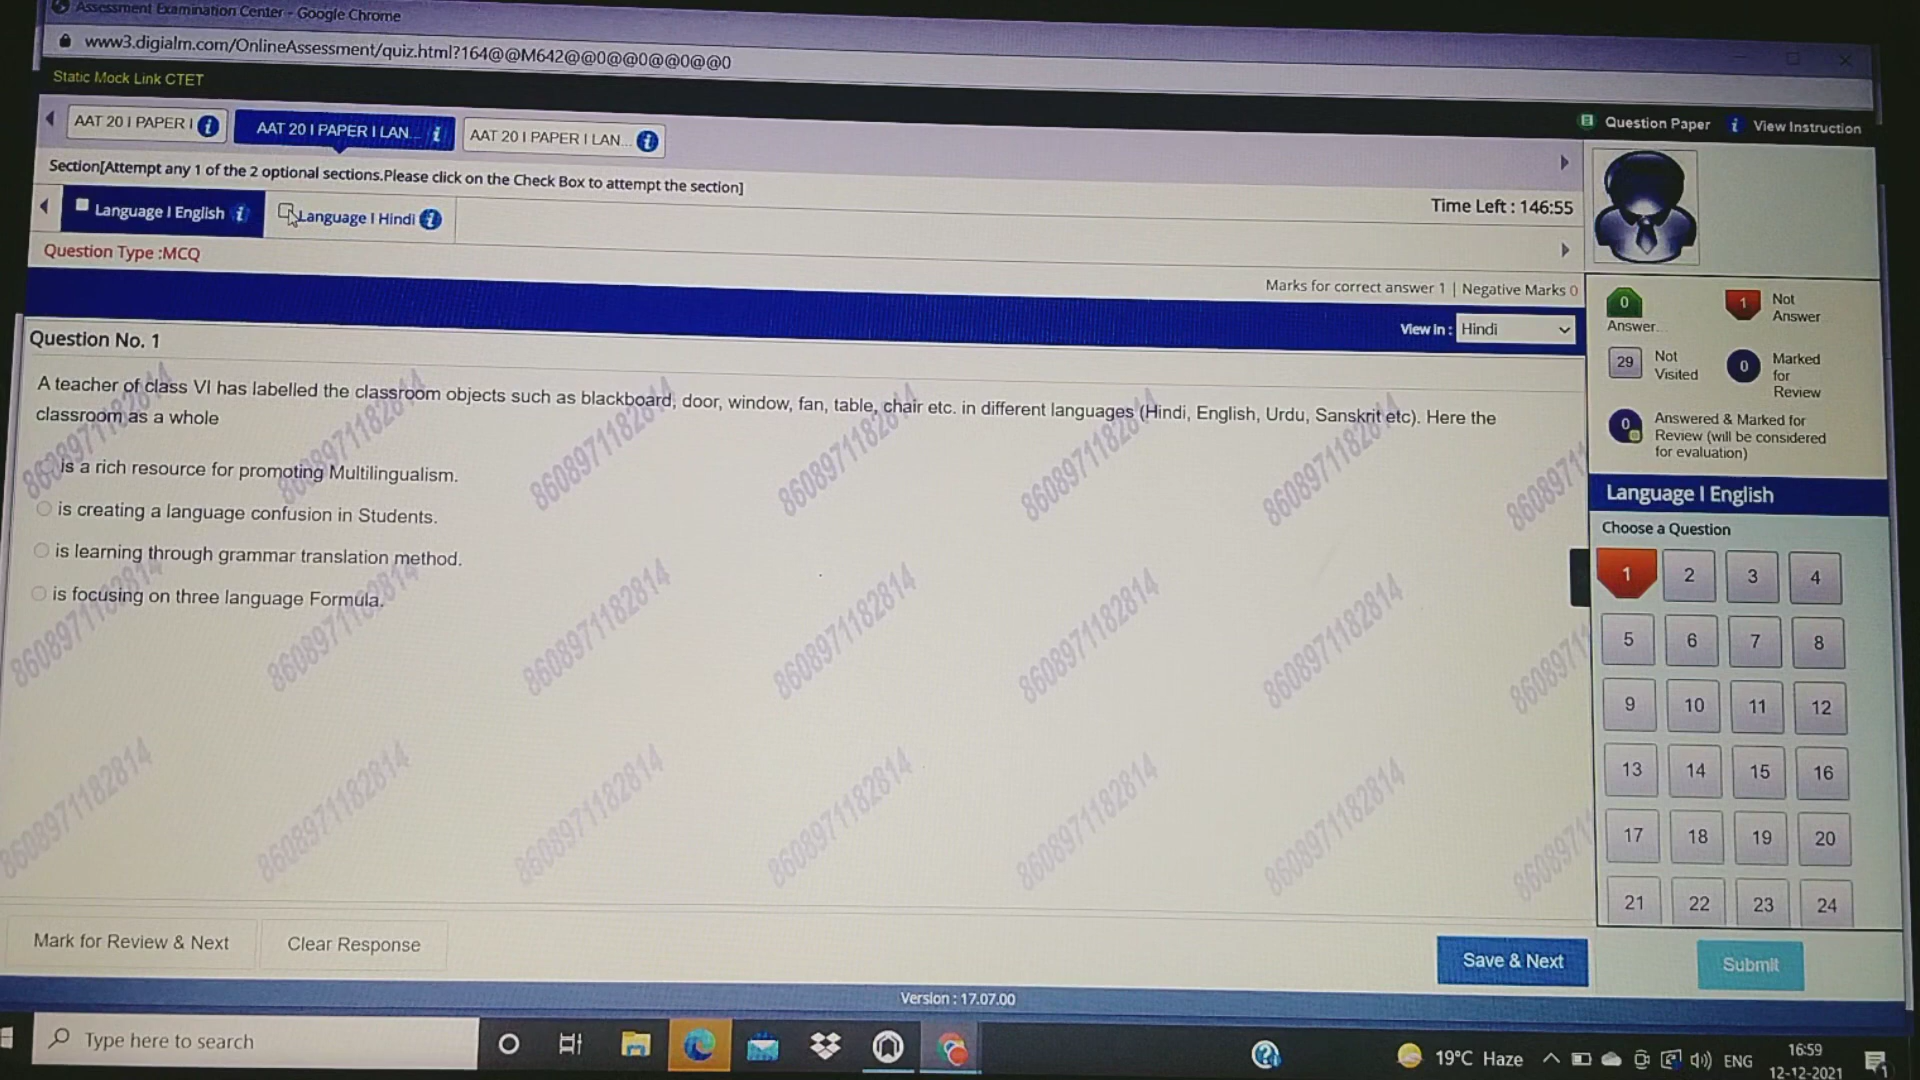 Assessment Examination Center - Google Chrome
www3.digialm.com/OnlineAssessment/quiz.html?164@@M642@@0@@0@@0@@0
Static Mock Link CTET
AAT 20 I PAPER I
AAT 20 I PAPER I LAN...
AAT 20 I PAPER I LAN...
Question Paper
View Instruction
Section[Attempt any 1 of the 2 optional sections.Please click on the Check Box to attempt the section]
Language I English
Language I Hindi
Time Left : 146:55
Question Type :MCQ
Marks for correct answer 1 | Negative Marks 0
View in : Hindi
Question No. 1
A teacher of class VI has labelled the classroom objects such as blackboard, door, window, fan, table, chair etc. in different languages (Hindi, English, Urdu, Sanskrit etc). Here the
classroom as a whole
is a rich resource for promoting Multilingualism.
is creating a language confusion in Students.
is learning through grammar translation method.
is focusing on three language Formula.
8608971182814
0
Answer...
1
Not
Answer
29
Not
Visited
0
Marked
for
Review
0
Answered & Marked for
Review (will be considered
for evaluation)
Language I English
Choose a Question
1 2 3 4
5 6 7 8
9 10 11 12
13 14 15 16
17 18 19 20
21 22 23 24
Mark for Review & Next
Clear Response
Save & Next
Submit
Version : 17.07.00
Type here to search
19°C Haze
ENG
16:59
12-12-2021
1